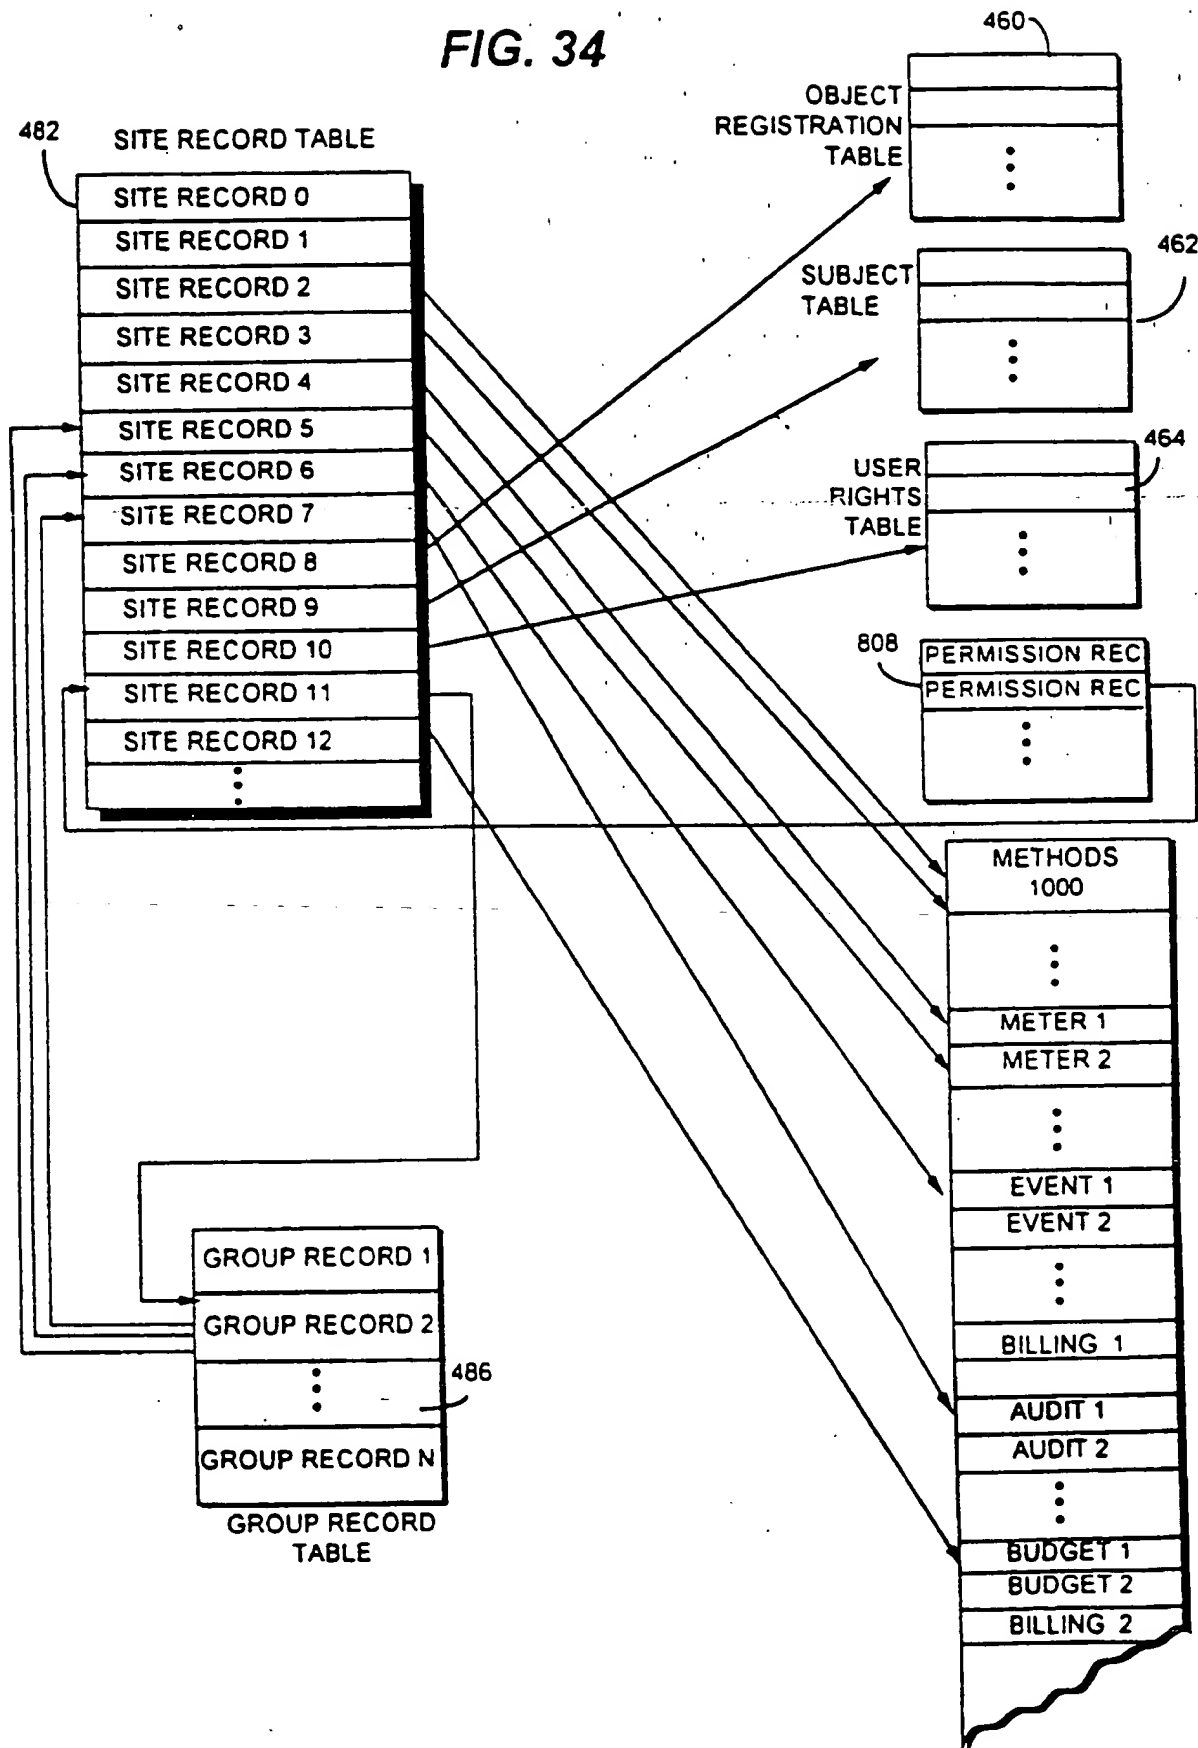 FIG. 34
482
SITE RECORD TABLE
SITE RECORD 0
SITE RECORD 1
SITE RECORD 2
SITE RECORD 3
SITE RECORD 4
SITE RECORD 5
SITE RECORD 6
SITE RECORD 7
SITE RECORD 8
SITE RECORD 9
SITE RECORD 10
SITE RECORD 11
SITE RECORD 12
460
OBJECT
REGISTRATION
TABLE
462
SUBJECT
TABLE
464
USER
RIGHTS
TABLE
808
PERMISSION REC
PERMISSION REC
METHODS
1000
METER 1
METER 2
EVENT 1
EVENT 2
BILLING 1
AUDIT 1
AUDIT 2
BUDGET 1
BUDGET 2
BILLING 2
GROUP RECORD 1
GROUP RECORD 2
486
GROUP RECORD N
GROUP RECORD
TABLE